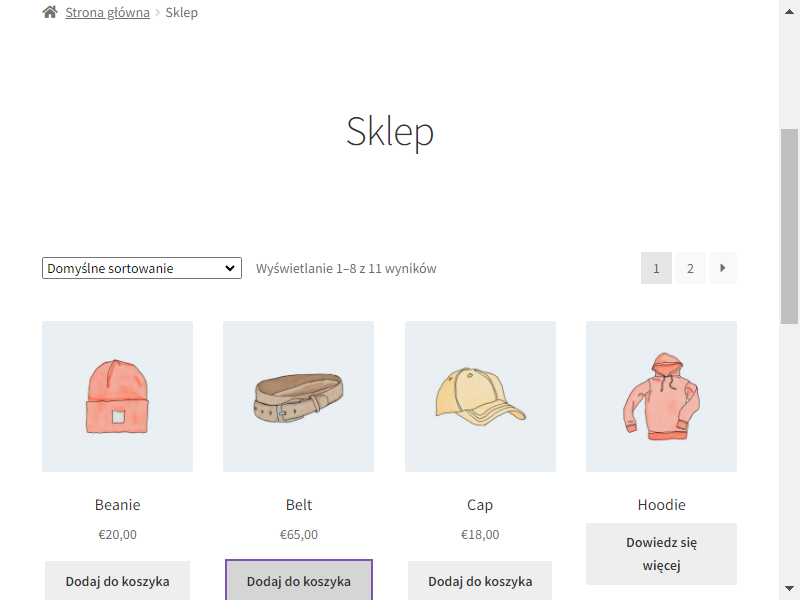 Strona główna > Sklep
Sklep
Domyślne sortowanie
Wyświetlanie 1–8 z 11 wyników
1 2
Beanie
€20,00
Dodaj do koszyka
Belt
€65,00
Dodaj do koszyka
Cap
€18,00
Dodaj do koszyka
Hoodie
Dowiedz się
więcej